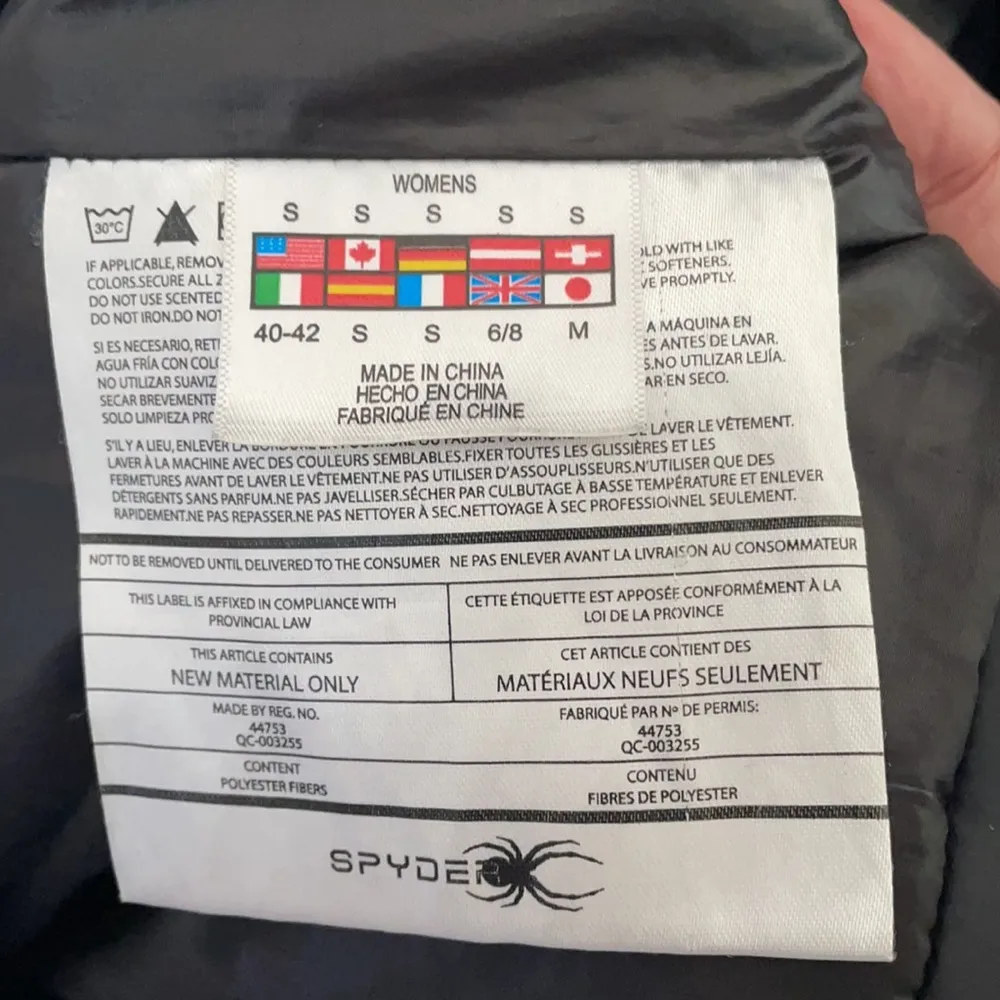 WOMENS
S S S S S
40-42 S S 6/8 M
MADE IN CHINA
HECHO EN CHINA
FABRIQUÉ EN CHINE
30°C
IF APPLICABLE, REMOV
COLORS.SECURE ALL Z
DO NOT USE SCENTED
DO NOT IRON.DO NOT
OLD WITH LIKE
SOFTENERS.
VE PROMPTLY.
SI ES NECESARIO, RETI
AGUA FRÍA CON COLO
NO UTILIZAR SUAVIZ
SECAR BREVEMENTE
SOLO LIMPIEZA PRO
A MÁQUINA EN
ES ANTES DE LAVAR.
S.NO UTILIZAR LEJÍA.
AR EN SECO.
S'IL Y A LIEU, ENLEVER LA LAVER LE VÊTEMENT.
LAVER À LA MACHINE AVEC DES COULEURS SEMBLABLES.FIXER TOUTES LES GLISSIÈRES ET LES
FERMETURES AVANT DE LAVER LE VÊTEMENT.NE PAS UTILISER D'ASSOUPLISSEURS.N'UTILISER QUE DES
DÉTERGENTS SANS PARFUM.NE PAS JAVELLISER.SÉCHER PAR CULBUTAGE À BASSE TEMPÉRATURE ET ENLEVER
RAPIDEMENT.NE PAS REPASSER.NE PAS NETTOYER À SEC.NETTOYAGE À SEC PROFESSIONNEL SEULEMENT.
NOT TO BE REMOVED UNTIL DELIVERED TO THE CONSUMER NE PAS ENLEVER AVANT LA LIVRAISON AU CONSOMMATEUR
THIS LABEL IS AFFIXED IN COMPLIANCE WITH
PROVINCIAL LAW
CETTE ÉTIQUETTE EST APPOSÉE CONFORMÉMENT À LA
LOI DE LA PROVINCE
THIS ARTICLE CONTAINS
NEW MATERIAL ONLY
CET ARTICLE CONTIENT DES
MATÉRIAUX NEUFS SEULEMENT
MADE BY REG. NO.
44753
QC-003255
FABRIQUÉ PAR Nº DE PERMIS:
44753
QC-003255
CONTENT
POLYESTER FIBERS
CONTENU
FIBRES DE POLYESTER
SPYDER